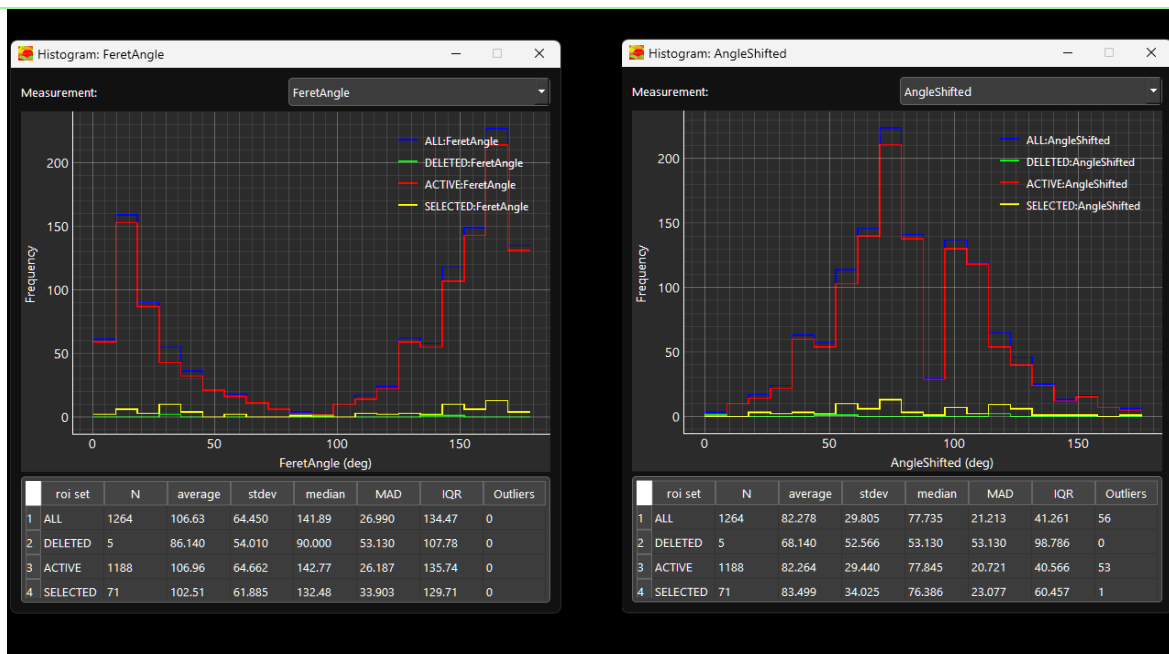 Histogram: FeretAngle
Measurement: FeretAngle
ALL:FeretAngle
DELETED:FeretAngle
ACTIVE:FeretAngle
SELECTED:FeretAngle
Frequency
200
150
100
50
0
0 50 100 150
FeretAngle (deg)
roi set N average stdev median MAD IQR Outliers
1 ALL 1264 106.63 64.450 141.89 26.990 134.47 0
2 DELETED 5 86.140 54.010 90.000 53.130 107.78 0
3 ACTIVE 1188 106.96 64.662 142.77 26.187 135.74 0
4 SELECTED 71 102.51 61.885 132.48 33.903 129.71 0
Histogram: AngleShifted
Measurement: AngleShifted
ALL:AngleShifted
DELETED:AngleShifted
ACTIVE:AngleShifted
SELECTED:AngleShifted
Frequency
200
150
100
50
0
0 50 100 150
AngleShifted (deg)
roi set N average stdev median MAD IQR Outliers
1 ALL 1264 82.278 29.805 77.735 21.213 41.261 56
2 DELETED 5 68.140 52.566 53.130 53.130 98.786 0
3 ACTIVE 1188 82.264 29.440 77.845 20.721 40.566 53
4 SELECTED 71 83.499 34.025 76.386 23.077 60.457 1